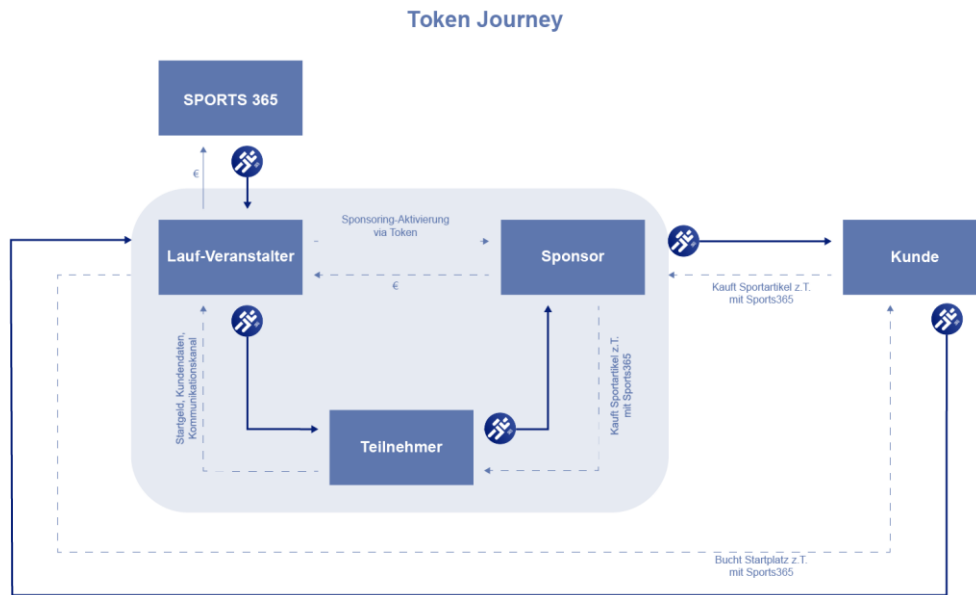 Token Journey
SPORTS 365
€
Lauf-Veranstalter
Sponsoring-Aktivierung
via Token
€
Sponsor
Kunde
Kauft Sportartikel z.T.
mit Sports365
Startgeld, Kundendaten,
Kommunikationskanal
Kauft Sportartikel z.T.
mit Sports365
Teilnehmer
Bucht Startplatz z.T.
mit Sports365